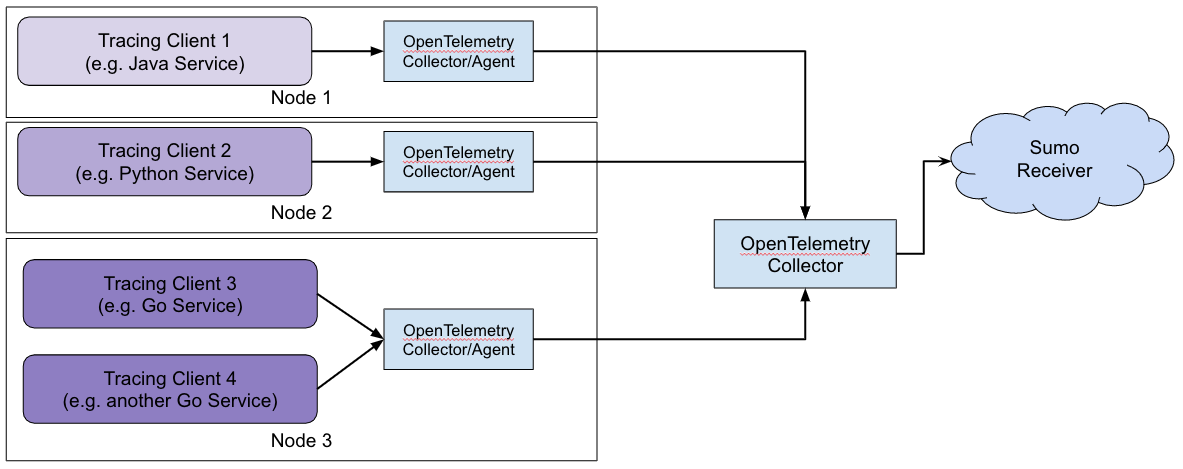 Tracing Client 1
(e.g. Java Service)
OpenTelemetry
Collector/Agent
Node 1
Tracing Client 2
(e.g. Python Service)
OpenTelemetry
Collector/Agent
Node 2
Tracing Client 3
(e.g. Go Service)
OpenTelemetry
Collector/Agent
Tracing Client 4
(e.g. another Go Service)
Node 3
OpenTelemetry
Collector
Sumo
Receiver